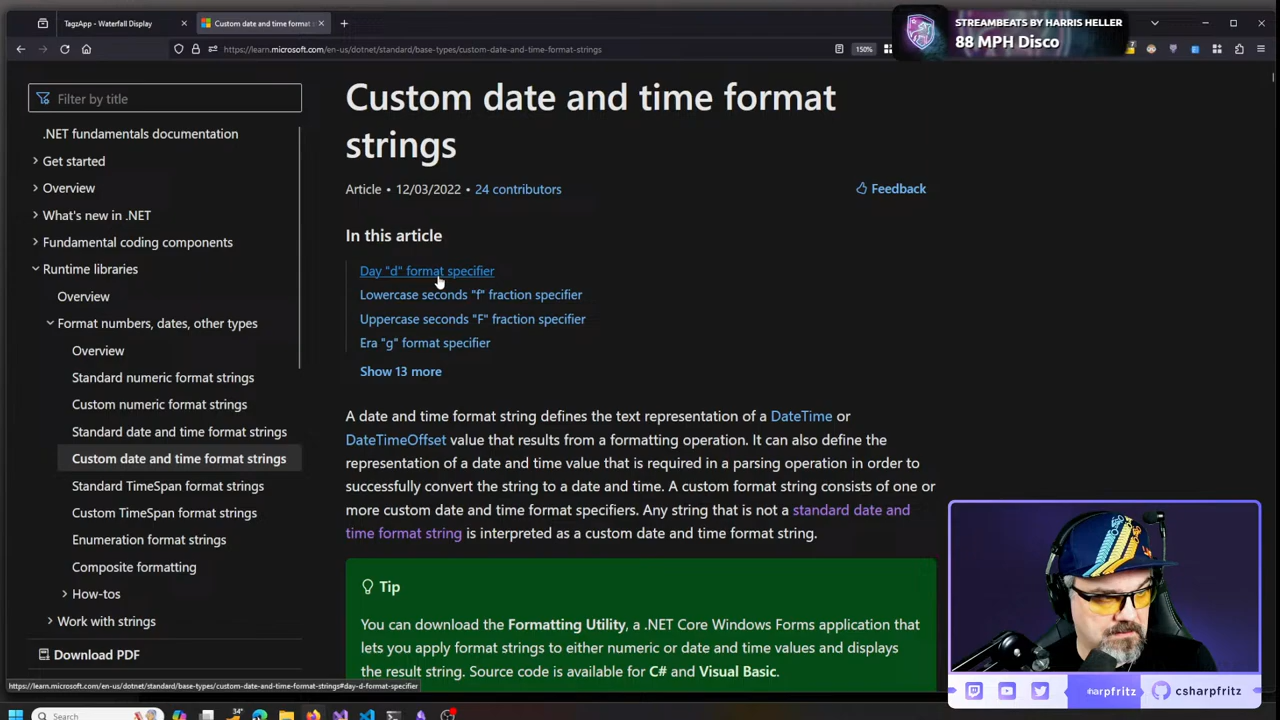 TagzApp - Waterfall Display
Custom date and time format
STREAMBEATS BY HARRIS HELLER
88 MPH Disco
https://learn.microsoft.com/en-us/dotnet/standard/base-types/custom-date-and-time-format-strings
150%
Filter by title
.NET fundamentals documentation
Get started
Overview
What's new in .NET
Fundamental coding components
Runtime libraries
Overview
Format numbers, dates, other types
Overview
Standard numeric format strings
Custom numeric format strings
Standard date and time format strings
Custom date and time format strings
Standard TimeSpan format strings
Custom TimeSpan format strings
Enumeration format strings
Composite formatting
How-tos
Work with strings
Download PDF
Custom date and time format
strings
Article • 12/03/2022 • 24 contributors
Feedback
In this article
Day "d" format specifier
Lowercase seconds "f" fraction specifier
Uppercase seconds "F" fraction specifier
Era "g" format specifier
Show 13 more
A date and time format string defines the text representation of a DateTime or
DateTimeOffset value that results from a formatting operation. It can also define the
representation of a date and time value that is required in a parsing operation in order to
successfully convert the string to a date and time. A custom format string consists of one or
more custom date and time format specifiers. Any string that is not a standard date and
time format string is interpreted as a custom date and time format string.
Tip
You can download the Formatting Utility, a .NET Core Windows Forms application that
lets you apply format strings to either numeric or date and time values and displays
the result string. Source code is available for C# and Visual Basic.
https://learn.microsoft.com/en-us/dotnet/standard/base-types/custom-date-and-time-format-strings#day-d-format-specifier
harpfritz
csharpfritz
Search
34°